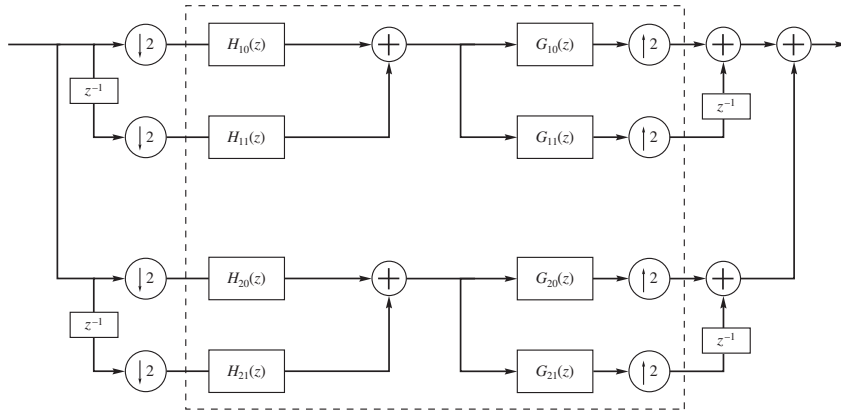 ↓2 H₁₀(z) + G₁₀(z) ↑2 + +
z⁻¹ z⁻¹
↓2 H₁₁(z) G₁₁(z) ↑2
↓2 H₂₀(z) + G₂₀(z) ↑2 +
z⁻¹ z⁻¹
↓2 H₂₁(z) G₂₁(z) ↑2